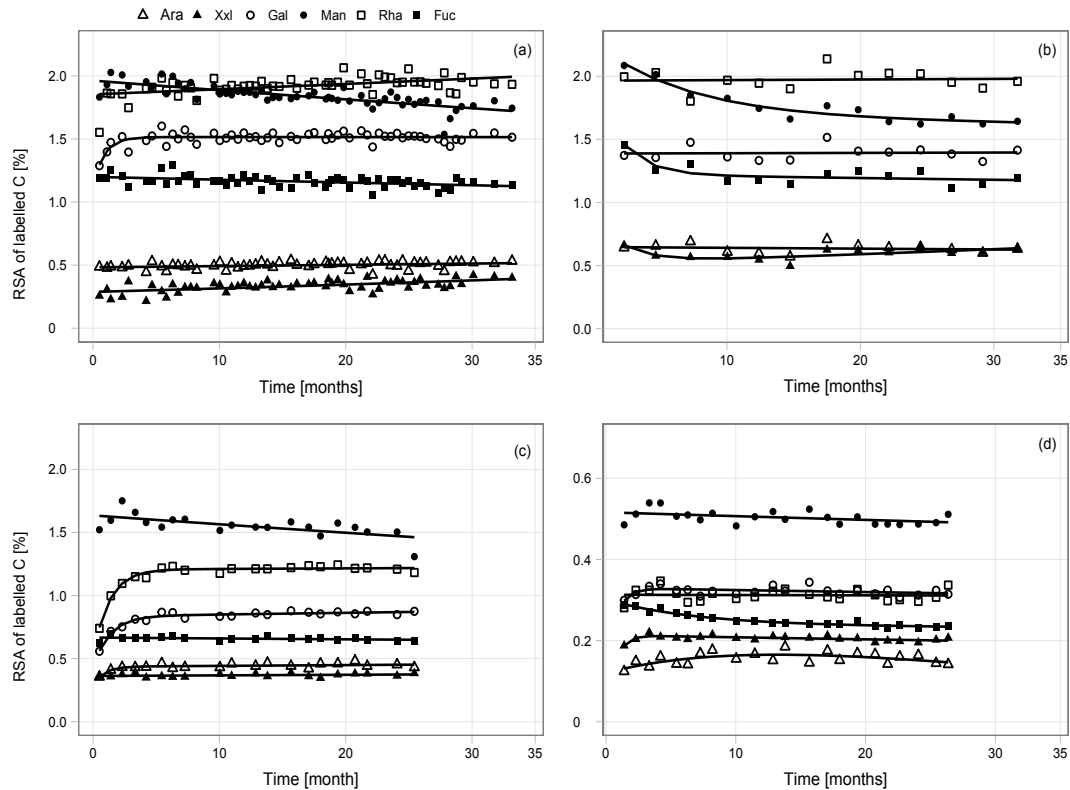 Ara Xxl Gal Man Rha Fuc
(a)
2.0
1.5
1.0
0.5
0
RSA of labelled C [%]
0 10 20 30 35
Time [months]
(b)
2.0
1.5
1.0
0.5
0.0
10 20 30 35
Time [months]
(c)
2.0
1.5
1.0
0.5
0.0
RSA of labelled C [%]
0 10 20 30 35
Time [month]
(d)
0.6
0.4
0.2
0
0 10 20 30 35
Time [months]